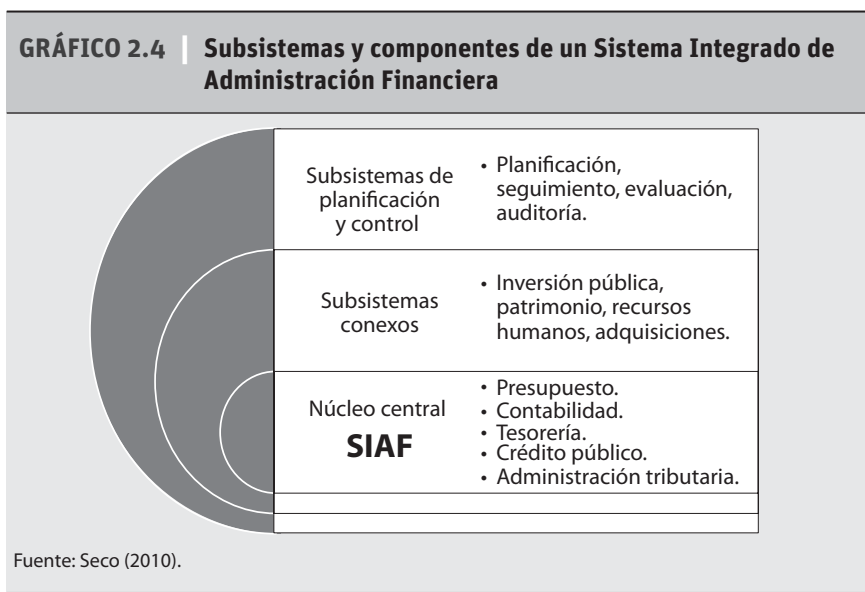 GRÁFICO 2.4 | Subsistemas y componentes de un Sistema Integrado de
Administración Financiera
Subsistemas de
planificación
y control
• Planificación,
seguimiento, evaluación,
auditoría.
Subsistemas
conexos
• Inversión pública,
patrimonio, recursos
humanos, adquisiciones.
Núcleo central
SIAF
• Presupuesto.
• Contabilidad.
• Tesorería.
• Crédito público.
• Administración tributaria.
Fuente: Seco (2010).